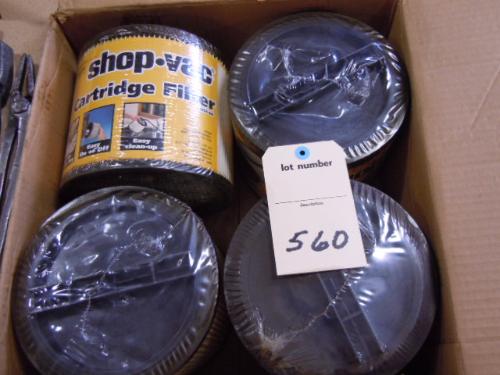 shop·vac
Cartridge Filter
Easy
On or Off
Easy
clean-up
lot number
Description
560